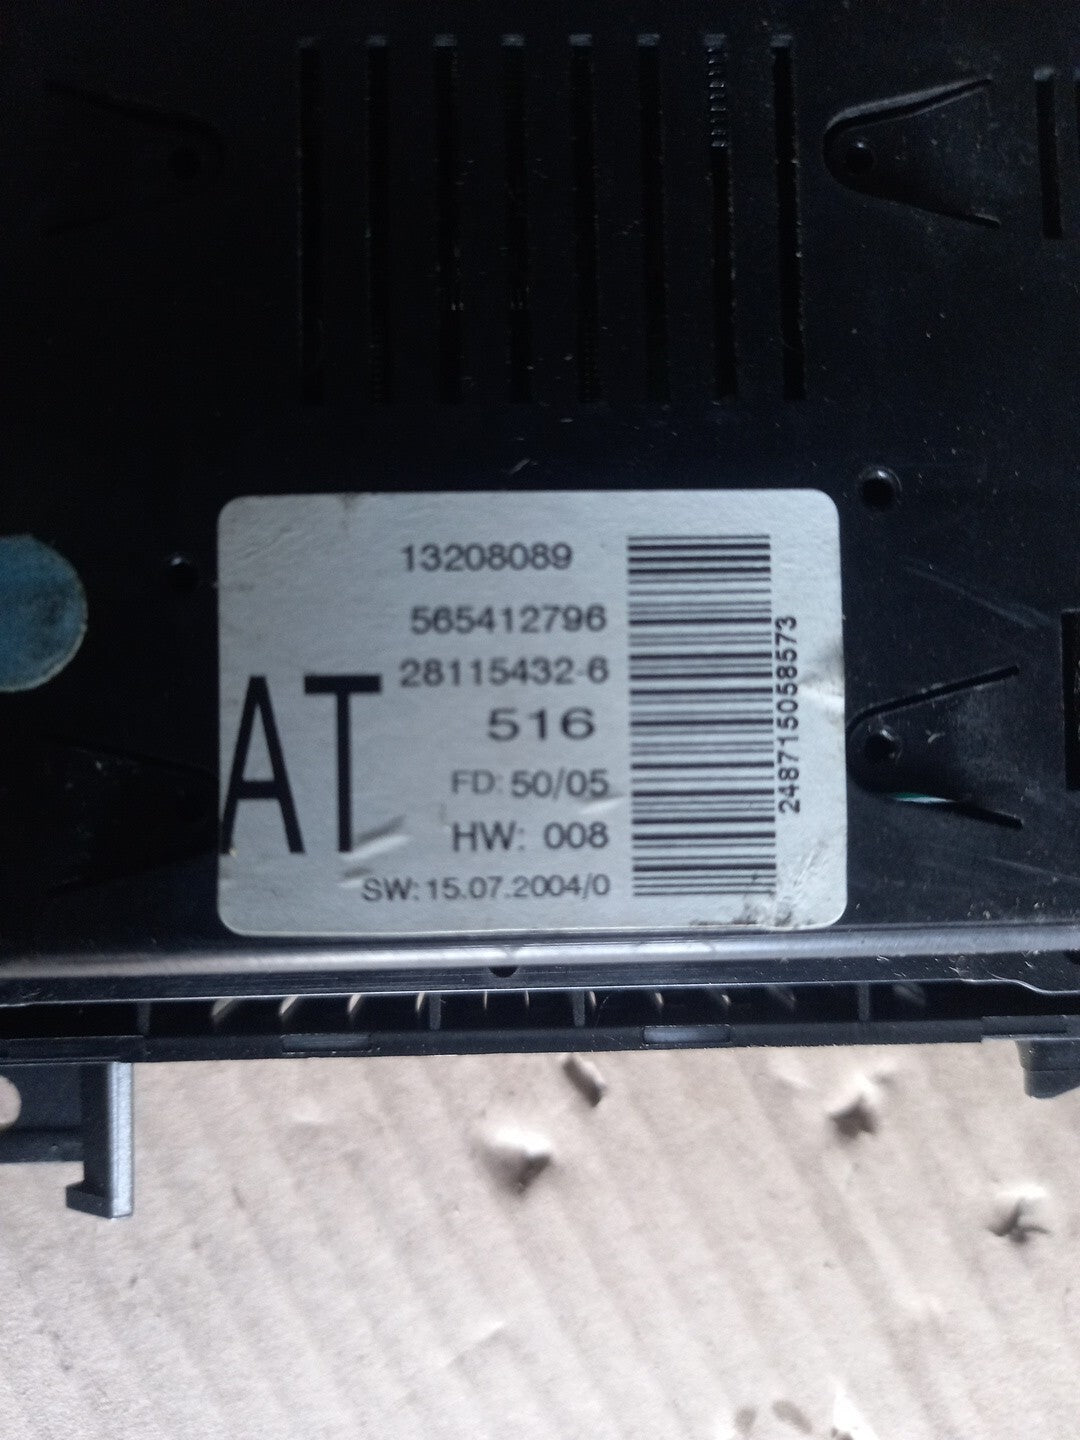 13208089
565412796
28115432-6
AT
516
FD: 50/05
HW: 008
SW: 15.07.2004/0
248715058573